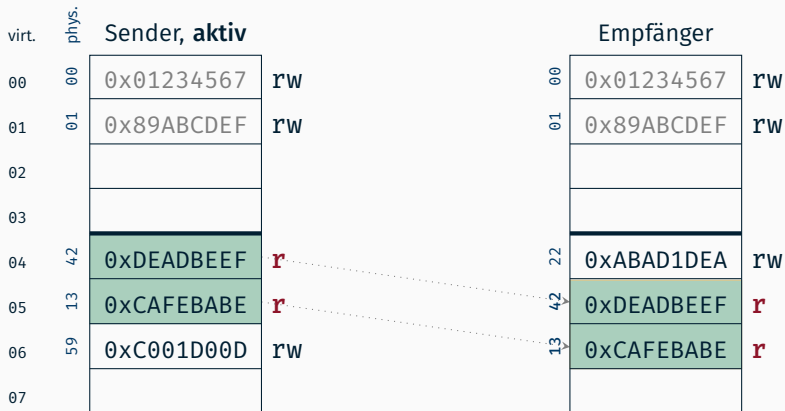 virt. phys. Sender, aktiv Empfänger
00 00 0x01234567 rw 00 0x01234567 rw
01 01 0x89ABCDEF rw 01 0x89ABCDEF rw
02
03
04 42 0xDEADBEEF r 22 0xABAD1DEA rw
05 13 0xCAFEBABE r 42 0xDEADBEEF r
06 59 0xC001D00D rw 13 0xCAFEBABE r
07